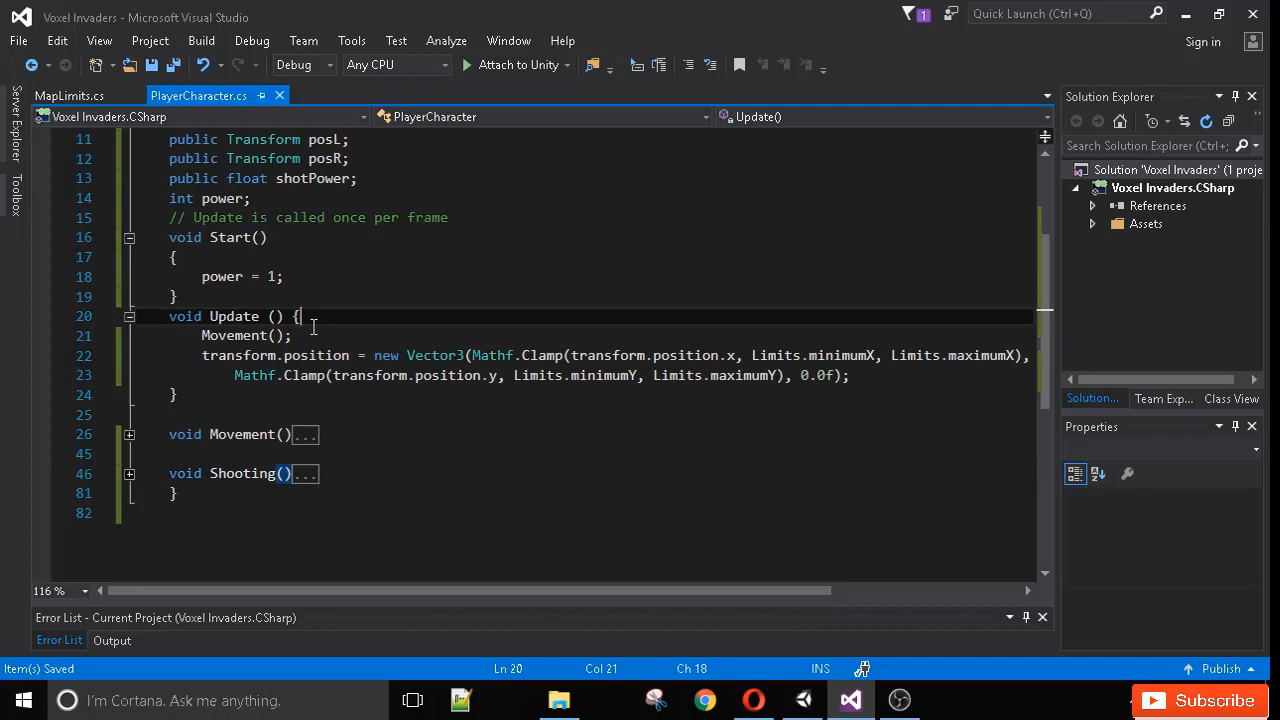 Voxel Invaders - Microsoft Visual Studio
1
Quick Launch (Ctrl+Q)
File Edit View Project Build Debug Team Tools Test Analyze Window Help
Sign in
Debug Any CPU Attach to Unity
Server Explorer
Toolbox
MapLimits.cs PlayerCharacter.cs
Voxel Invaders.CSharp PlayerCharacter Update()
11 public Transform posL;
12 public Transform posR;
13 public float shotPower;
14 int power;
15 // Update is called once per frame
16 void Start()
17 {
18 power = 1;
19 }
20 void Update () {
21 Movement();
22 transform.position = new Vector3(Mathf.Clamp(transform.position.x, Limits.minimumX, Limits.maximumX),
23 Mathf.Clamp(transform.position.y, Limits.minimumY, Limits.maximumY), 0.0f);
24 }
25
26 void Movement()...
45
46 void Shooting()...
81 }
82
116 %
Solution Explorer
Search Solution Explorer (Ctrl+
Solution 'Voxel Invaders' (1 proje
Voxel Invaders.CSharp
References
Assets
Solution... Team Exp... Class View
Properties
Error List - Current Project (Voxel Invaders.CSharp)
Error List Output
Item(s) Saved Ln 20 Col 21 Ch 18 INS Publish
I'm Cortana. Ask me anything.
Subscribe